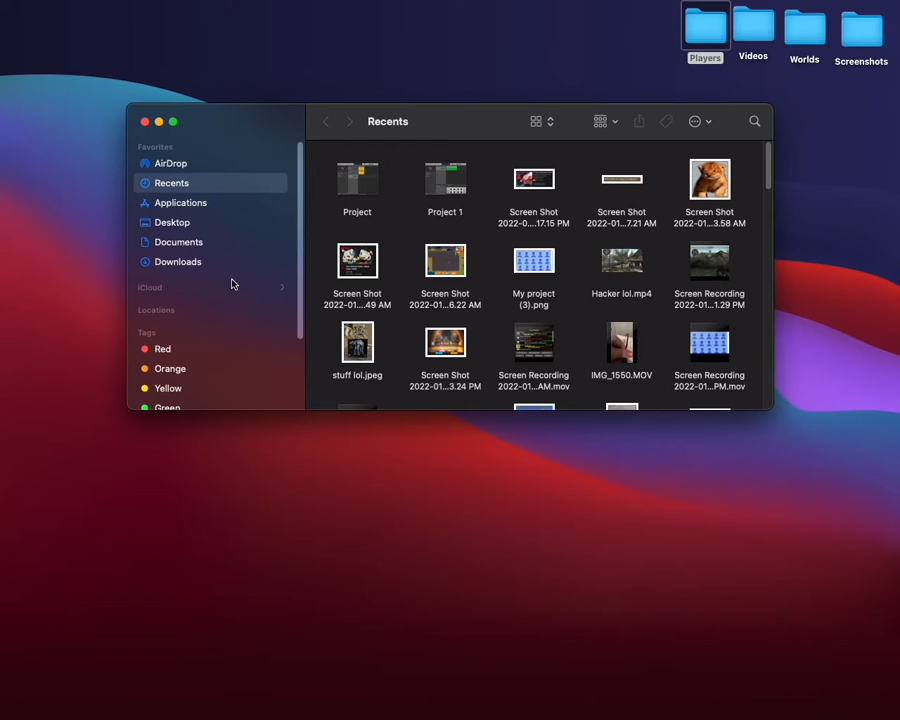 Players
Videos
Worlds
Screenshots
Recents
Favorites
AirDrop
Recents
Applications
Desktop
Documents
Downloads
iCloud
Locations
Tags
Red
Orange
Yellow
Green
Project
Project 1
Screen Shot
2022-0....17.15 PM
Screen Shot
2022-01...7.21 AM
Screen Shot
2022-01...3.58 AM
Screen Shot
2022-01....49 AM
Screen Shot
2022-01...6.22 AM
My project
(3).png
Hacker lol.mp4
Screen Recording
2022-01...1.29 PM
stuff lol.jpeg
Screen Shot
2022-01...3.24 PM
Screen Recording
2022-01...AM.mov
IMG_1550.MOV
Screen Recording
2022-01...PM.mov